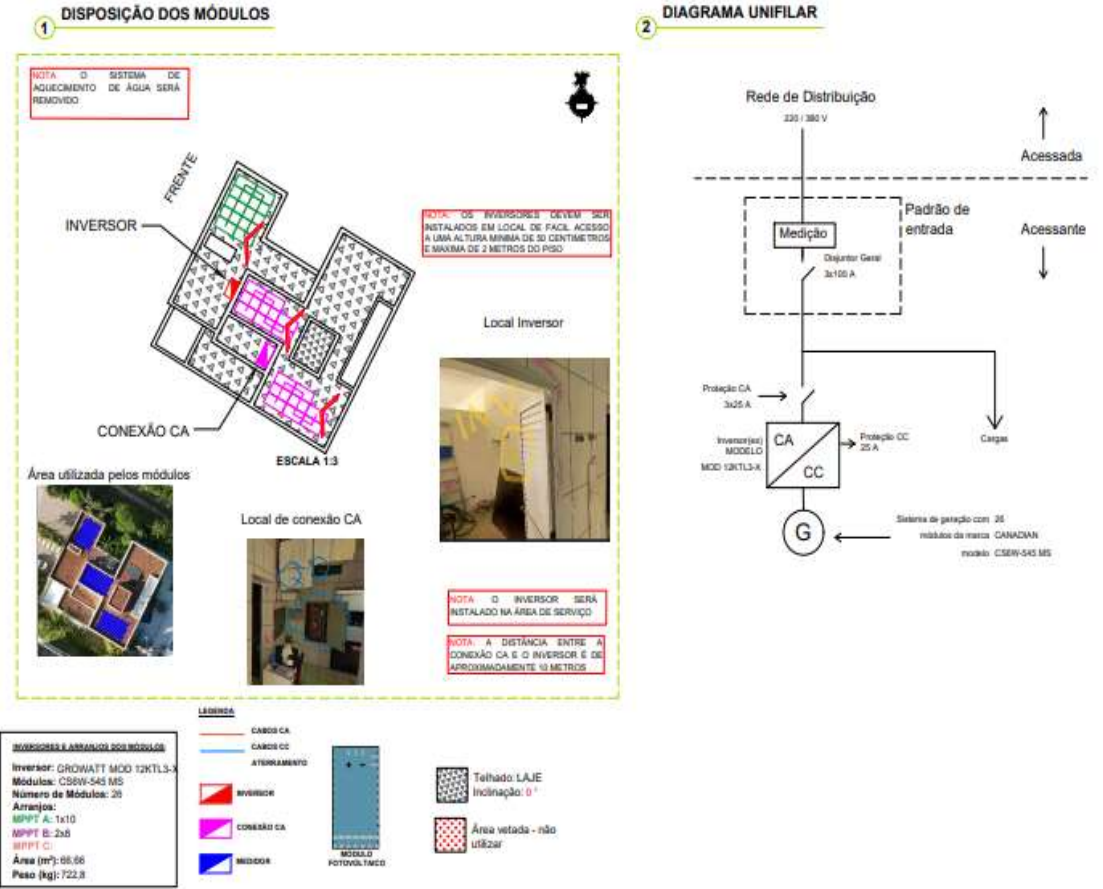 1
DISPOSIÇÃO DOS MÓDULOS
NOTA: O SISTEMA DE
AQUECIMENTO DE ÁGUA SERÁ
REMOVIDO
FRENTE
INVERSOR
NOTA: OS INVERSORES DEVEM SER
INSTALADOS EM LOCAL DE FACIL ACESSO
A UMA ALTURA MINIMA DE 50 CENTIMETROS
E MAXIMA DE 2 METROS DO PISO
Local Inversor
CONEXÃO CA
ESCALA 1:3
Área utilizada pelos módulos
Local de conexão CA
NOTA: O INVERSOR SERÁ
INSTALADO NA ÁREA DE SERVIÇO
NOTA: A DISTÂNCIA ENTRE A
CONEXÃO CA E O INVERSOR É DE
APROXIMADAMENTE 10 METROS
2
DIAGRAMA UNIFILAR
Rede de Distribuição
220 / 380 V
Acessada
Padrão de
entrada
Acessante
Medição
Disjuntor Geral
3x100 A
Proteção CA
3x25 A
Inversor(es)
MODELO
MOD 12KTL3-X
CA
CC
Proteção CC
25 A
Cargas
G
Sistema de geração com 26
módulos da marca CANADIAN
modelo CS6W-545 MS
INVERSORES E ARRANJOS DOS MÓDULOS
Inversor: GROWATT MOD 12KTL3-X
Módulos: CS6W-545 MS
Número de Módulos: 26
Arranjos:
MPPT A: 1x10
MPPT B: 2x8
MPPT C:
Área (m²): 66,66
Peso (kg): 722,8
LEGENDA
CABOS CA
CABOS CC
ATERRAMENTO
INVERSOR
CONEXÃO CA
MEDIDOR
MÓDULO
FOTOVOLTAICO
Telhado: LAJE
Inclinação: 0 °
Área vetada - não
utilizar